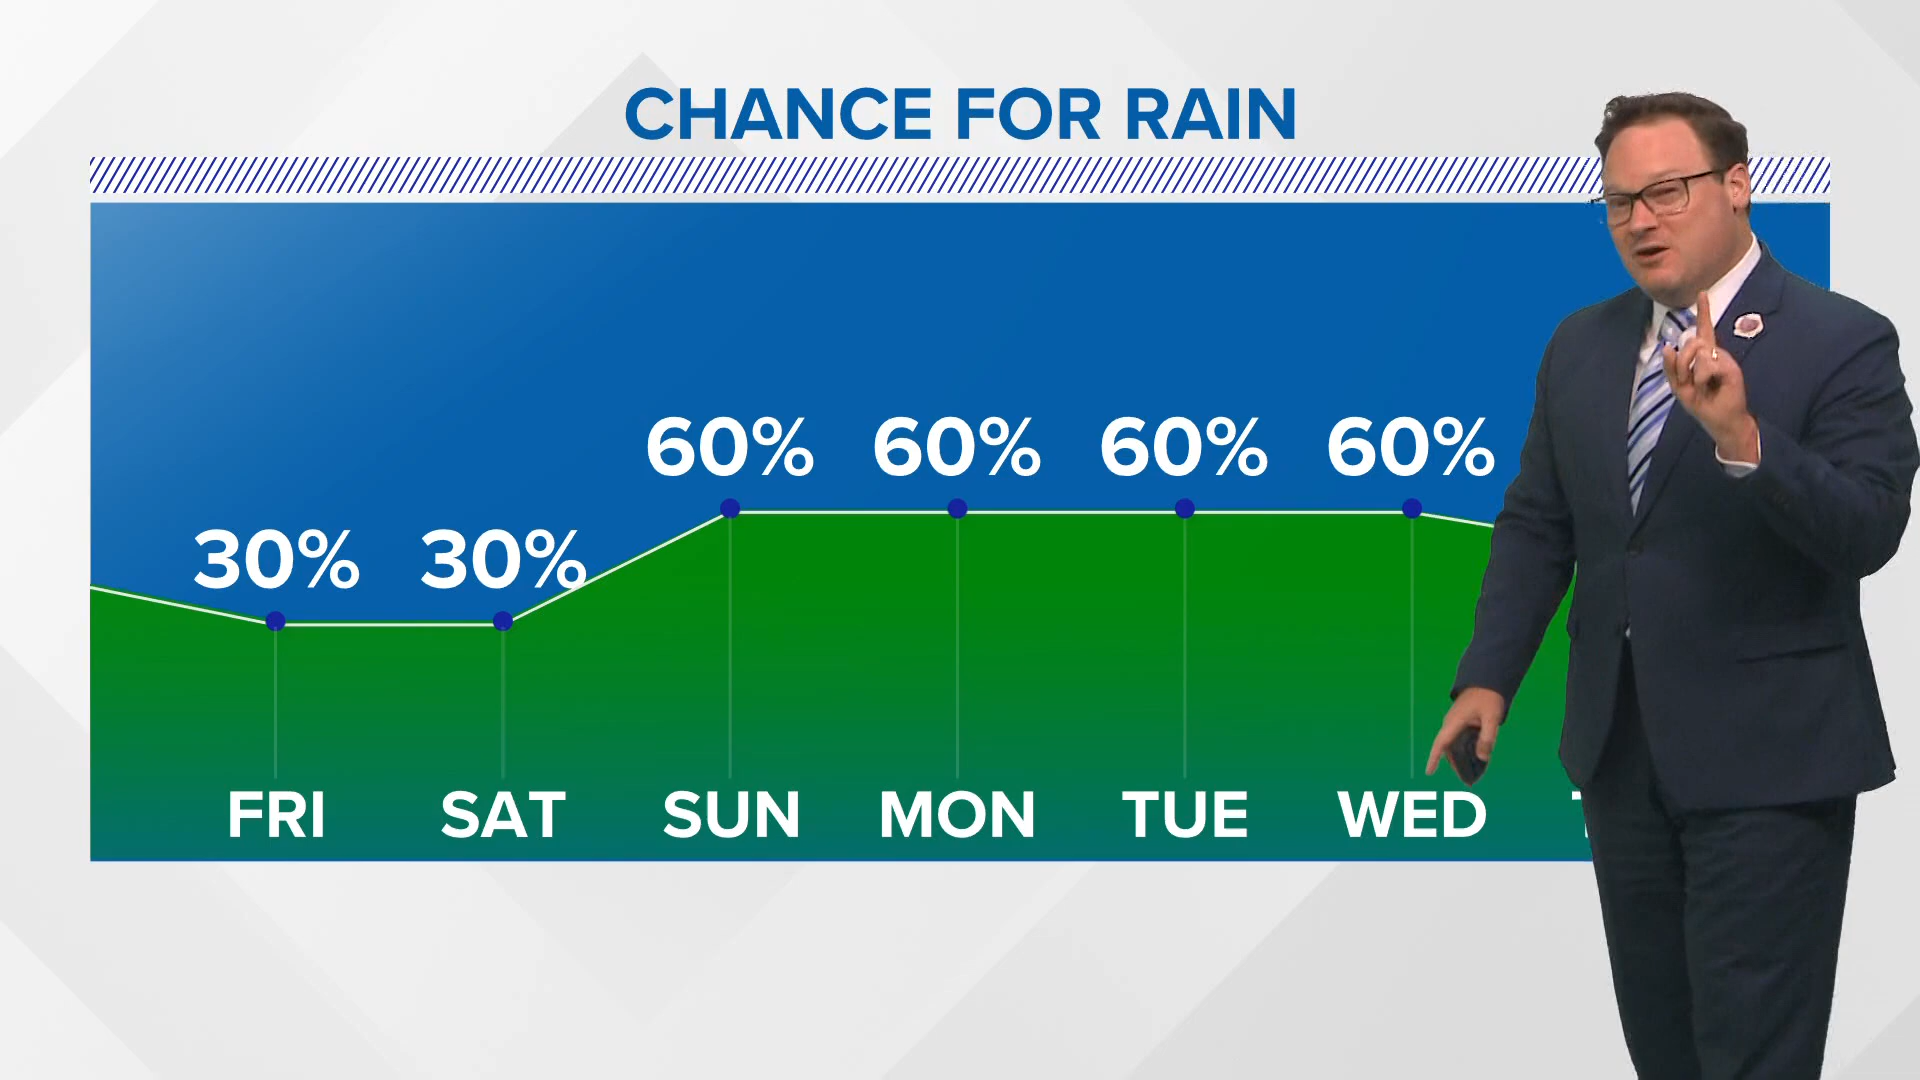 CHANCE FOR RAIN
60% 60% 60% 60%
30% 30%
FRI SAT SUN MON TUE WED